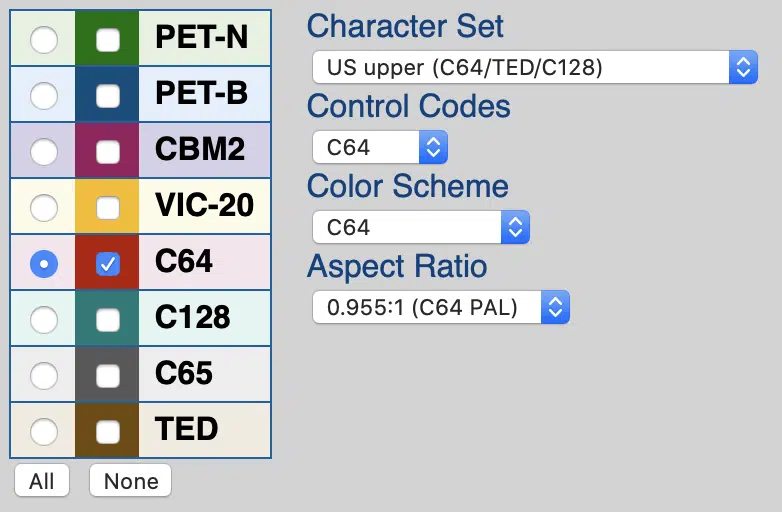 PET-N
PET-B
CBM2
VIC-20
C64
C128
C65
TED
All
None
Character Set
US upper (C64/TED/C128)
Control Codes
C64
Color Scheme
C64
Aspect Ratio
0.955:1 (C64 PAL)